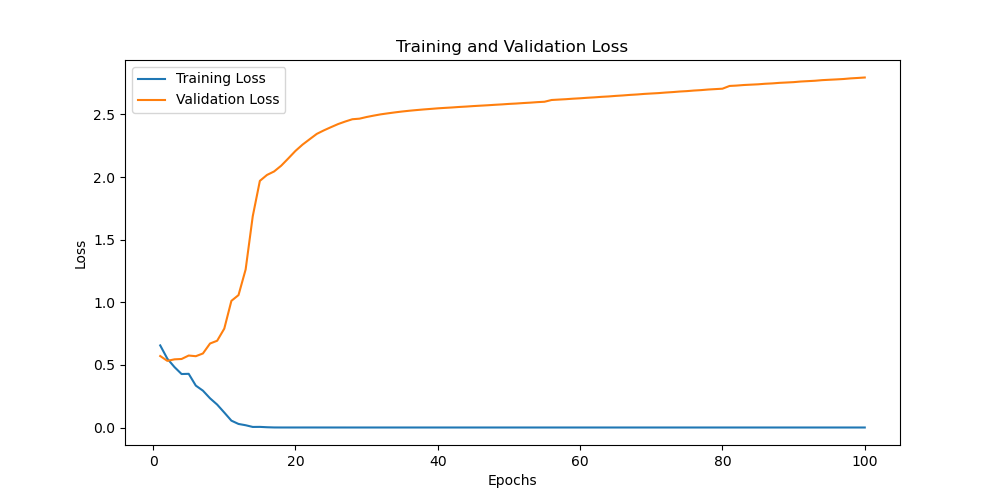 Training and Validation Loss
Training Loss
Validation Loss
2.5
2.0
1.5
1.0
0.5
0.0
Loss
0 20 40 60 80 100
Epochs